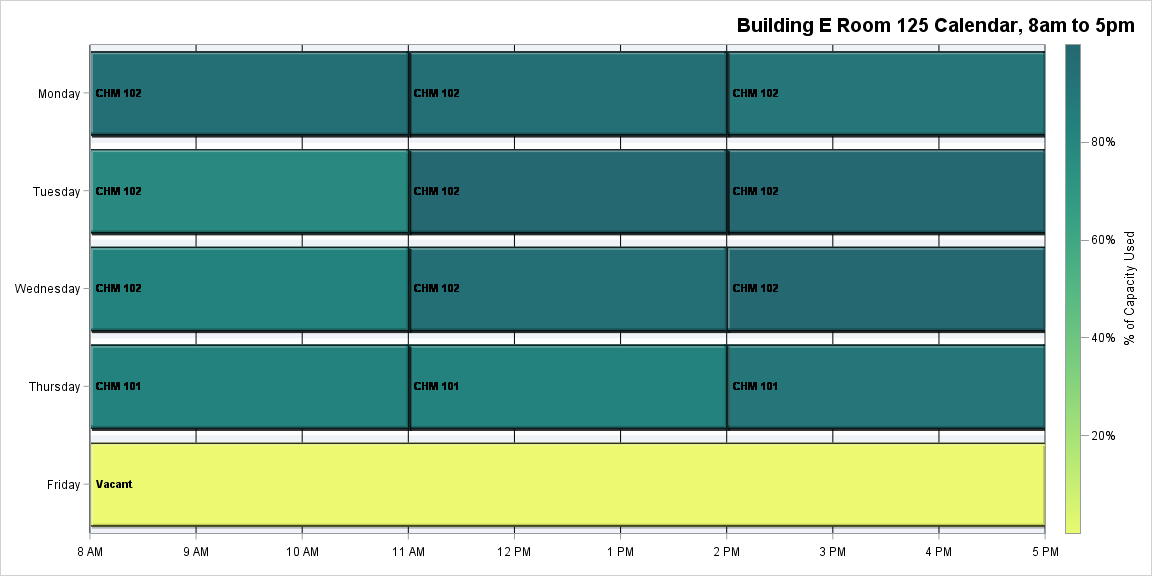 Building E Room 125 Calendar, 8am to 5pm
Monday
CHM 102
CHM 102
CHM 102
Tuesday
CHM 102
CHM 102
CHM 102
Wednesday
CHM 102
CHM 102
CHM 102
Thursday
CHM 101
CHM 101
CHM 101
Friday
Vacant
8 AM
9 AM
10 AM
11 AM
12 PM
1 PM
2 PM
3 PM
4 PM
5 PM
80%
60%
40%
20%
% of Capacity Used